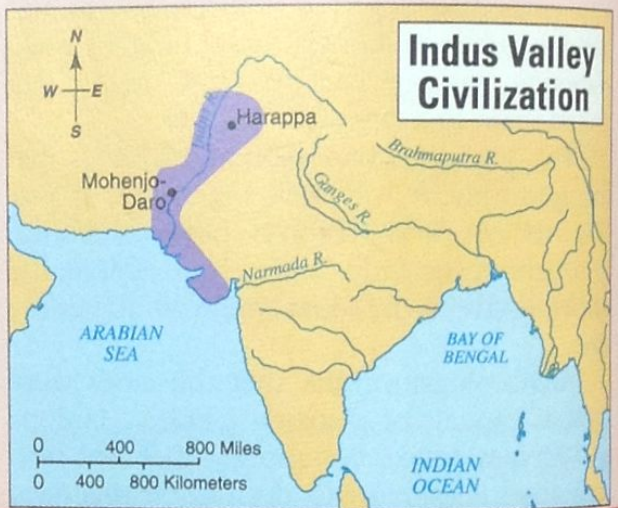 Indus Valley
Civilization
N
W E
S
Indus R.
Harappa
Brahmaputra R.
Mohenjo-
Daro
Ganges R.
Narmada R.
ARABIAN
SEA
BAY OF
BENGAL
0 400 800 Miles
0 400 800 Kilometers
INDIAN
OCEAN